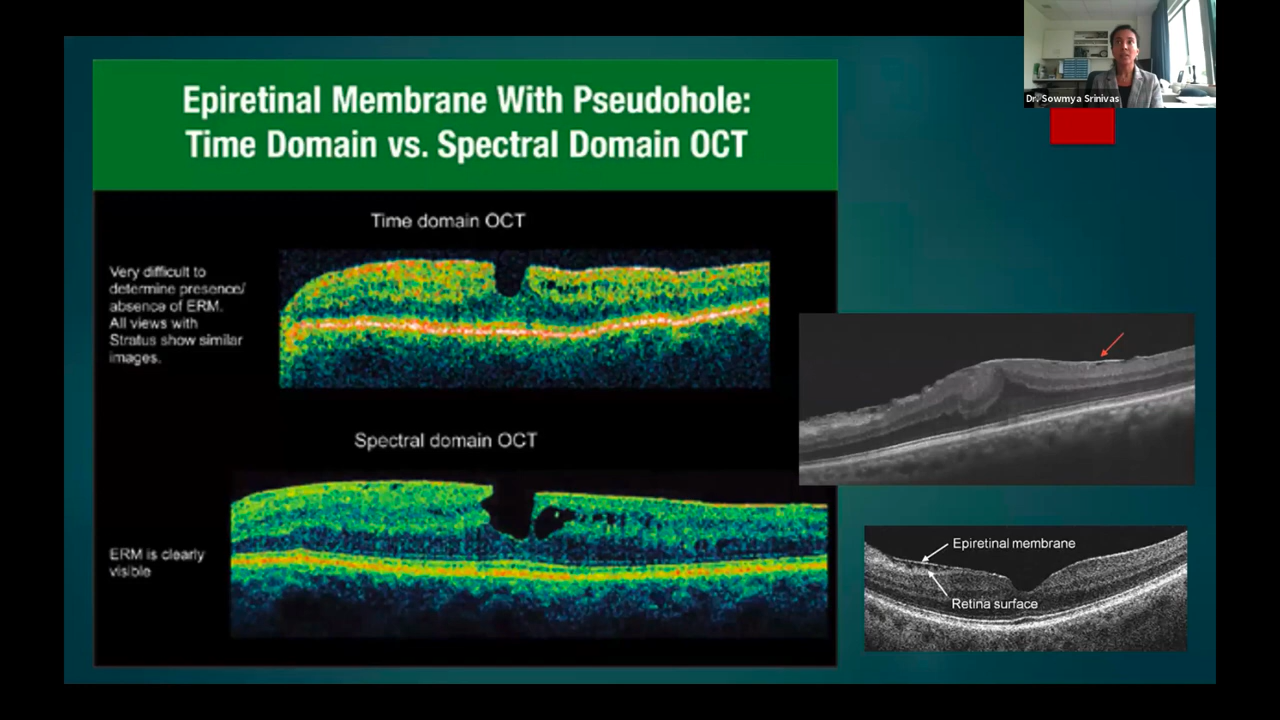 Dr. Sowmya Srinivas
Epiretinal Membrane With Pseudohole:
Time Domain vs. Spectral Domain OCT
Time domain OCT
Very difficult to
determine presence/
absence of ERM.
All views with
Stratus show similar
images.
Spectral domain OCT
ERM is clearly
visible
Epiretinal membrane
Retina surface